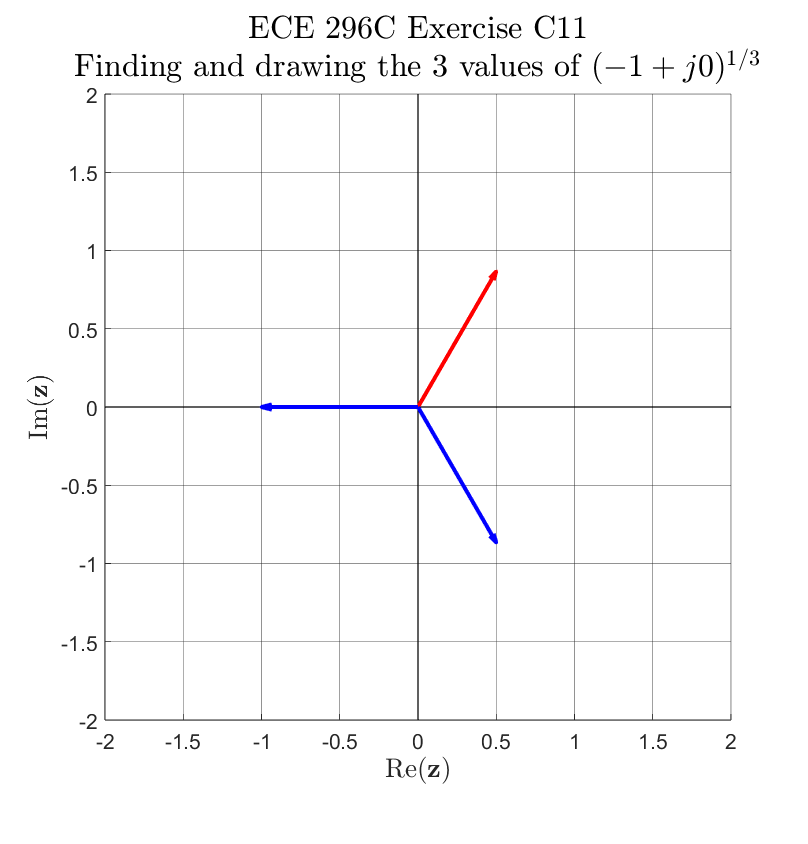 ECE 296C Exercise C11
Finding and drawing the 3 values of (−1 + j0)^{1/3}
2
1.5
1
0.5
0
-0.5
-1
-1.5
-2
Im(z)
-2 -1.5 -1 -0.5 0 0.5 1 1.5 2
Re(z)